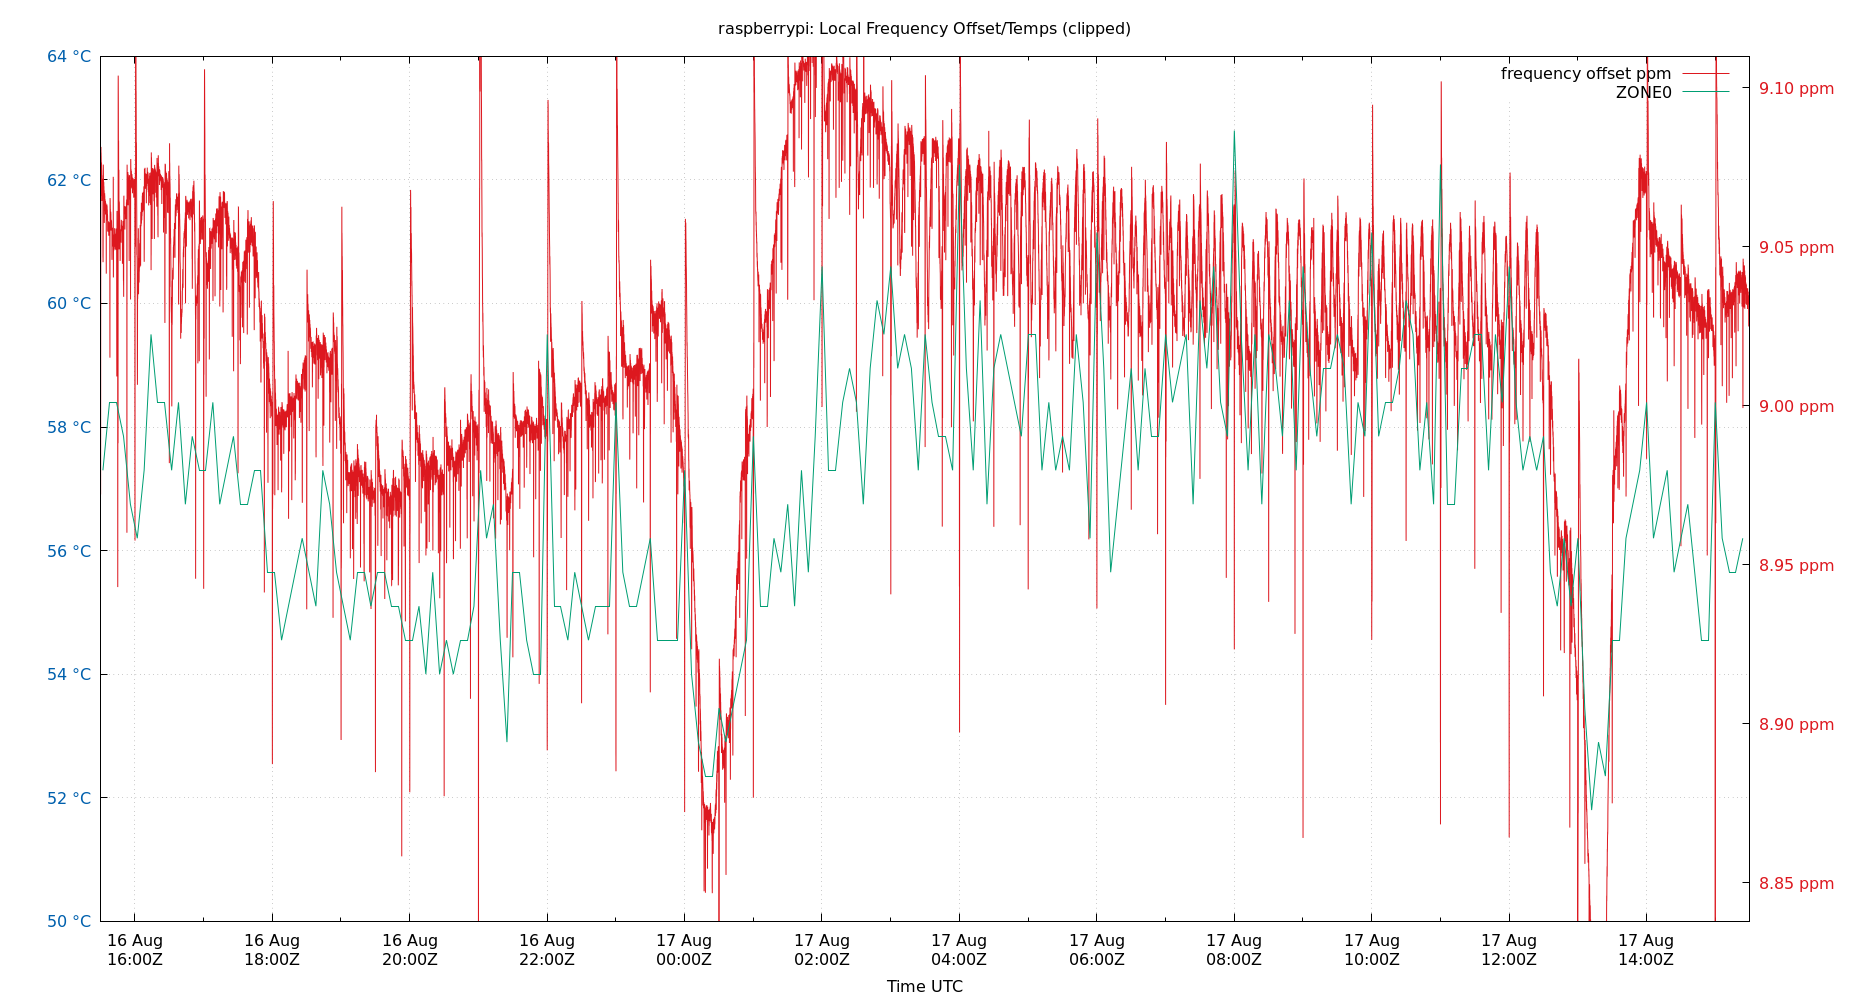 raspberrypi: Local Frequency Offset/Temps (clipped)
64 °C
62 °C
60 °C
58 °C
56 °C
54 °C
52 °C
50 °C
frequency offset ppm
ZONE0
9.10 ppm
9.05 ppm
9.00 ppm
8.95 ppm
8.90 ppm
8.85 ppm
16 Aug
16:00Z
16 Aug
18:00Z
16 Aug
20:00Z
16 Aug
22:00Z
17 Aug
00:00Z
17 Aug
02:00Z
17 Aug
04:00Z
17 Aug
06:00Z
17 Aug
08:00Z
17 Aug
10:00Z
17 Aug
12:00Z
17 Aug
14:00Z
Time UTC